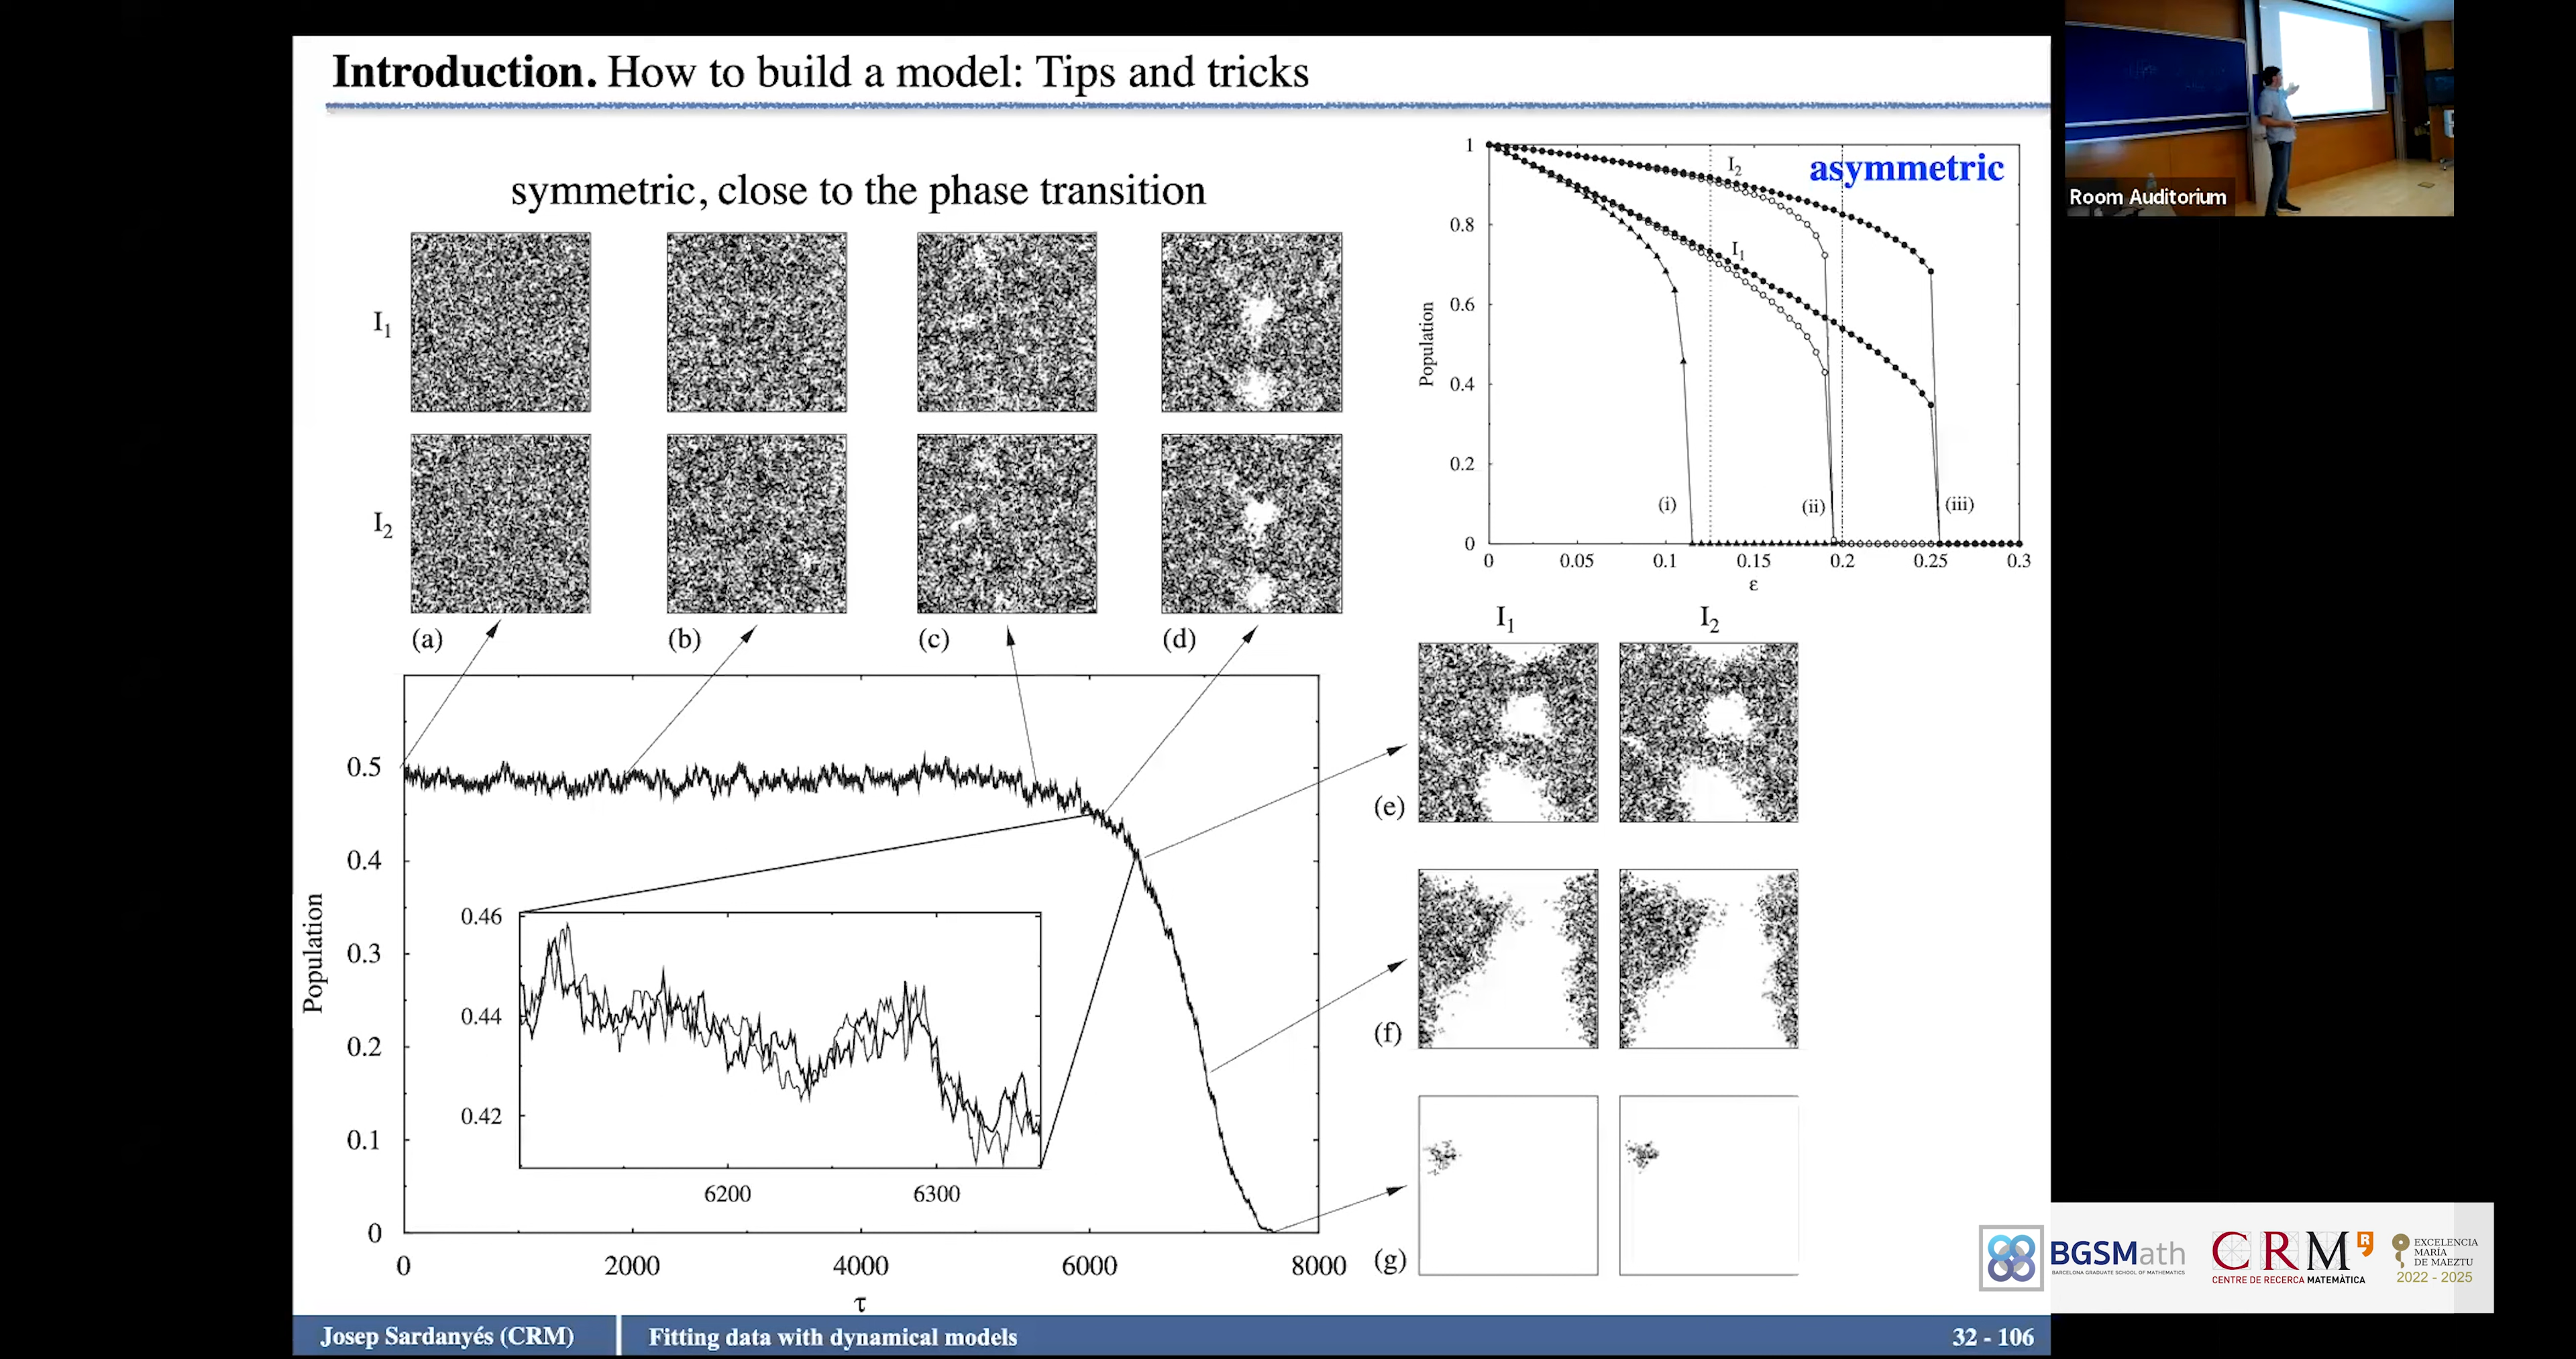 Introduction. How to build a model: Tips and tricks
symmetric, close to the phase transition
I1
I2
(a)
(b)
(c)
(d)
Population
0.5
0.4
0.3
0.2
0.1
0
0
2000
4000
6000
8000
τ
0.46
0.44
0.42
6200
6300
asymmetric
I2
I1
Population
1
0.8
0.6
0.4
0.2
0
(i)
(ii)
(iii)
0
0.05
0.1
0.15
0.2
0.25
0.3
ε
I1
I2
(e)
(f)
(g)
Josep Sardanyés (CRM)
Fitting data with dynamical models
32 - 106
Room Auditorium
BGSMath
BARCELONA GRADUATE SCHOOL OF MATHEMATICS
CRM R
CENTRE DE RECERCA MATEMÀTICA
EXCELENCIA
MARÍA
DE MAEZTU
2022 - 2025